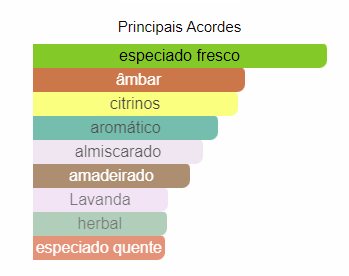 Principais Acordes
especiado fresco
âmbar
citrinos
aromático
almiscarado
amadeirado
Lavanda
herbal
especiado quente